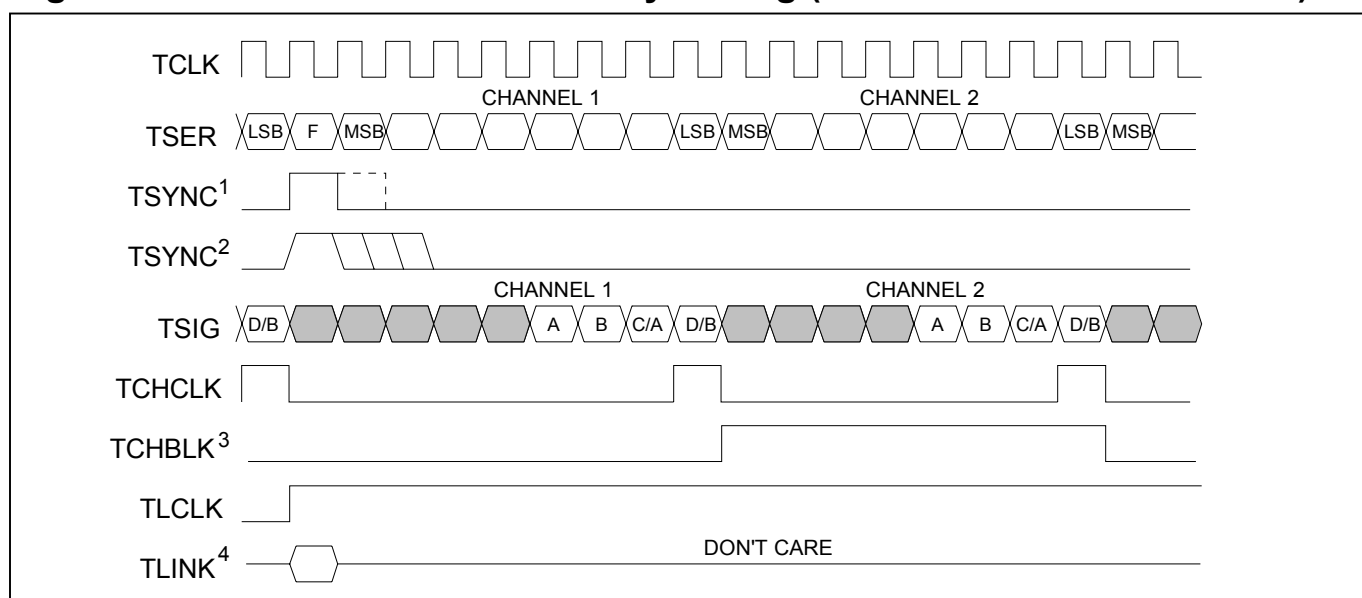 TCLK
CHANNEL 1 CHANNEL 2
TSER LSB F MSB LSB MSB LSB MSB
TSYNC1
TSYNC2
CHANNEL 1 CHANNEL 2
TSIG D/B A B C/A D/B A B C/A D/B
TCHCLK
TCHBLK3
TLCLK
DON'T CARE
TLINK4